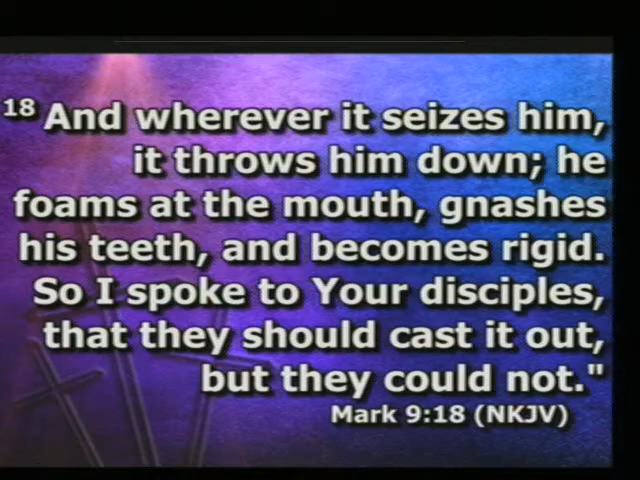 18 And wherever it seizes him,
it throws him down; he
foams at the mouth, gnashes
his teeth, and becomes rigid.
So I spoke to Your disciples,
that they should cast it out,
but they could not."
Mark 9:18 (NKJV)